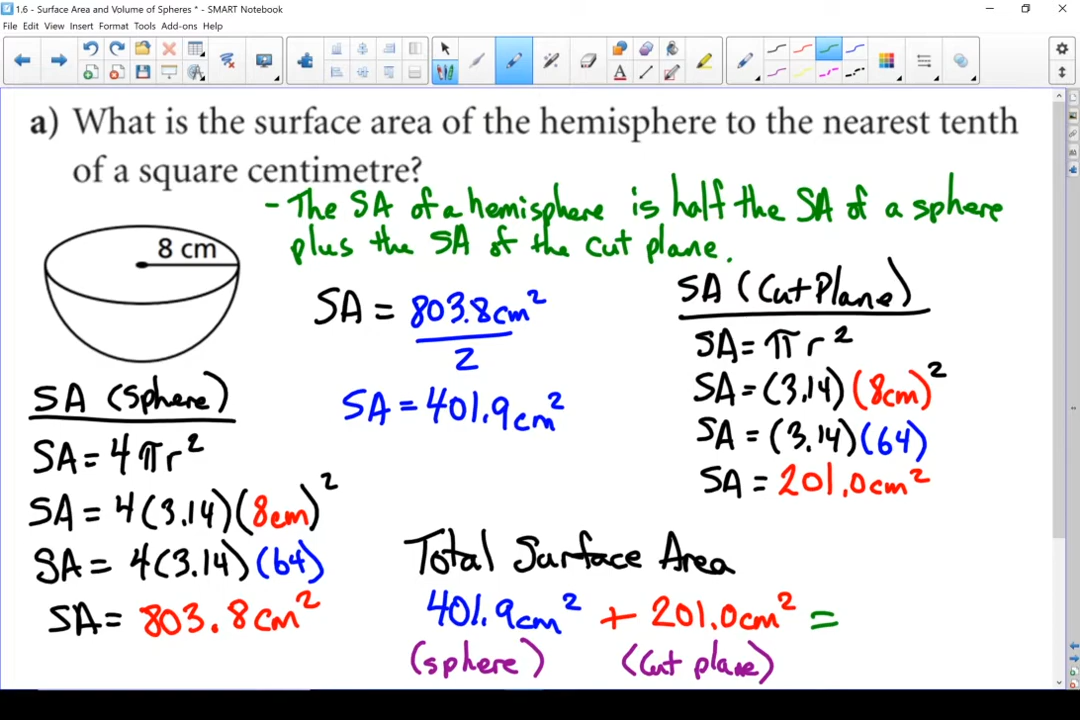 1.6 - Surface Area and Volume of Spheres * - SMART Notebook
File Edit View Insert Format Tools Add-ons Help
a) What is the surface area of the hemisphere to the nearest tenth
of a square centimetre?
- The SA of a hemisphere is half the SA of a sphere
plus the SA of the cut plane.
8 cm
SA (sphere)
SA = 4πr²
SA = 4(3.14)(8cm)²
SA = 4(3.14)(64)
SA = 803.8cm²
SA = 803.8cm²
2
SA = 401.9cm²
SA (Cut Plane)
SA = πr²
SA = (3.14)(8cm)²
SA = (3.14)(64)
SA = 201.0cm²
Total Surface Area
401.9cm² + 201.0cm² =
(sphere) (Cut plane)